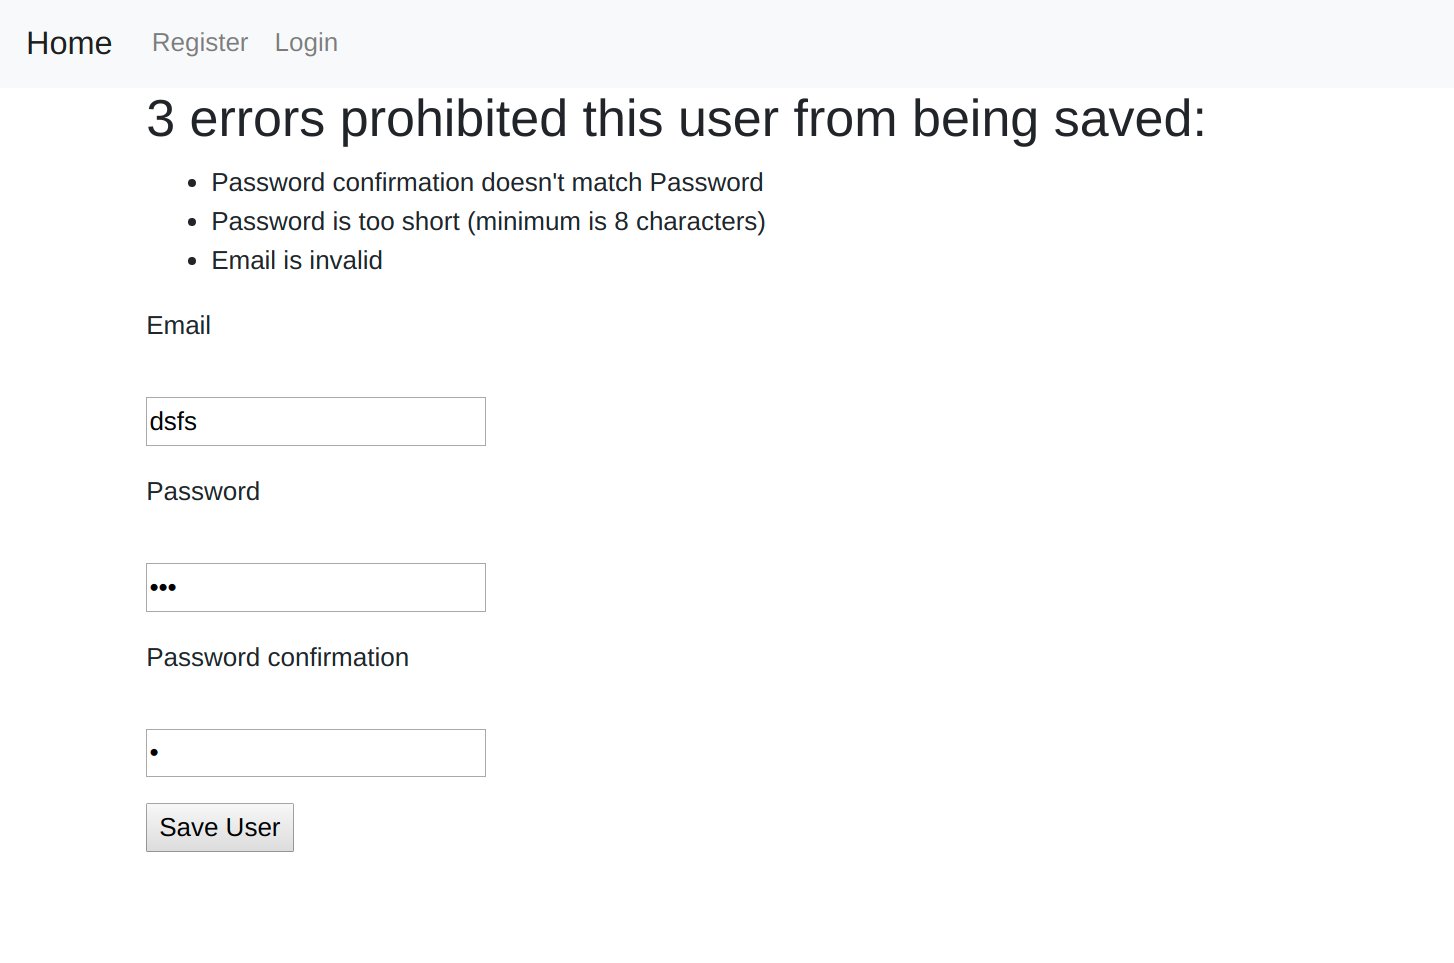 Home Register Login
3 errors prohibited this user from being saved:
• Password confirmation doesn't match Password
• Password is too short (minimum is 8 characters)
• Email is invalid
Email
dsfs
Password
•••
Password confirmation
•
Save User